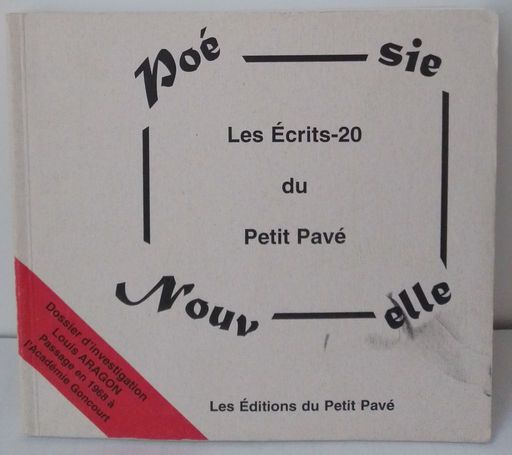 Poé sie
Les Écrits-20
du
Petit Pavé
Nouv elle
Dossier d'investigation
Louis ARAGON
Passage en 1968 à
l'Académie Goncourt
Les Éditions du Petit Pavé